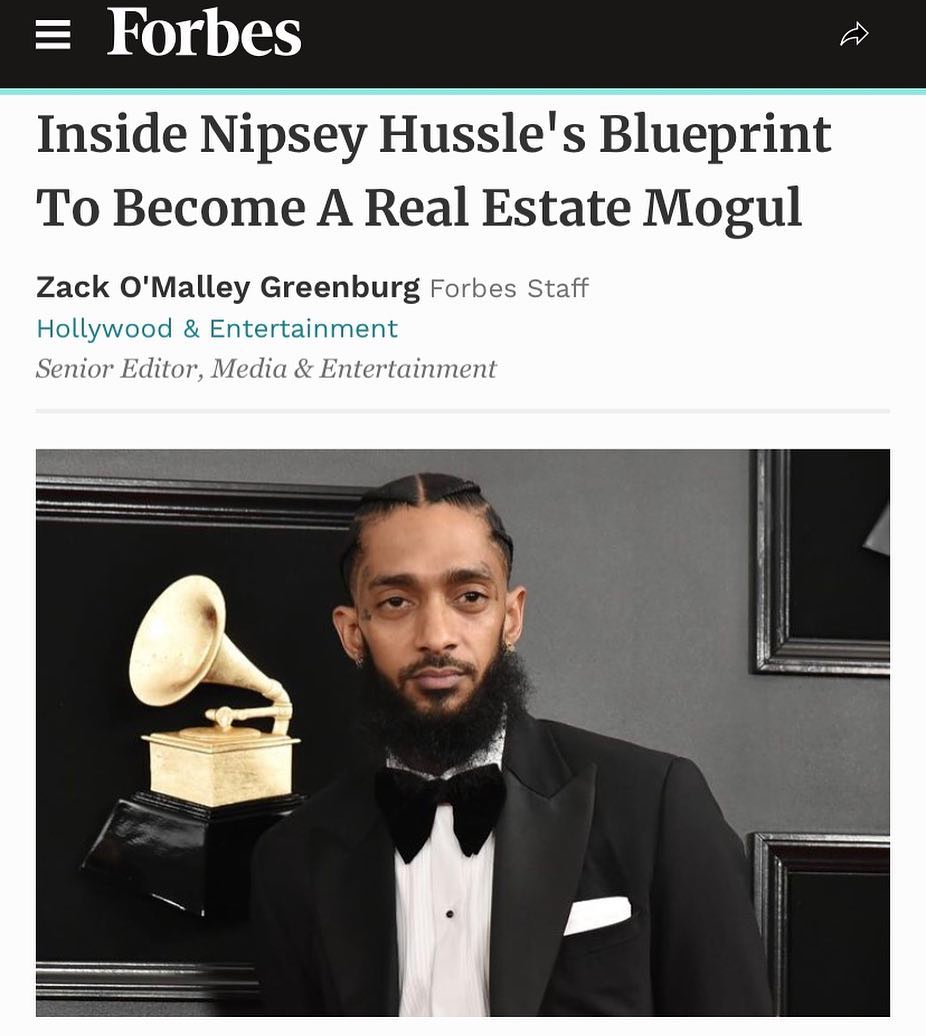 Forbes
Inside Nipsey Hussle's Blueprint
To Become A Real Estate Mogul
Zack O'Malley Greenburg Forbes Staff
Hollywood & Entertainment
Senior Editor, Media & Entertainment